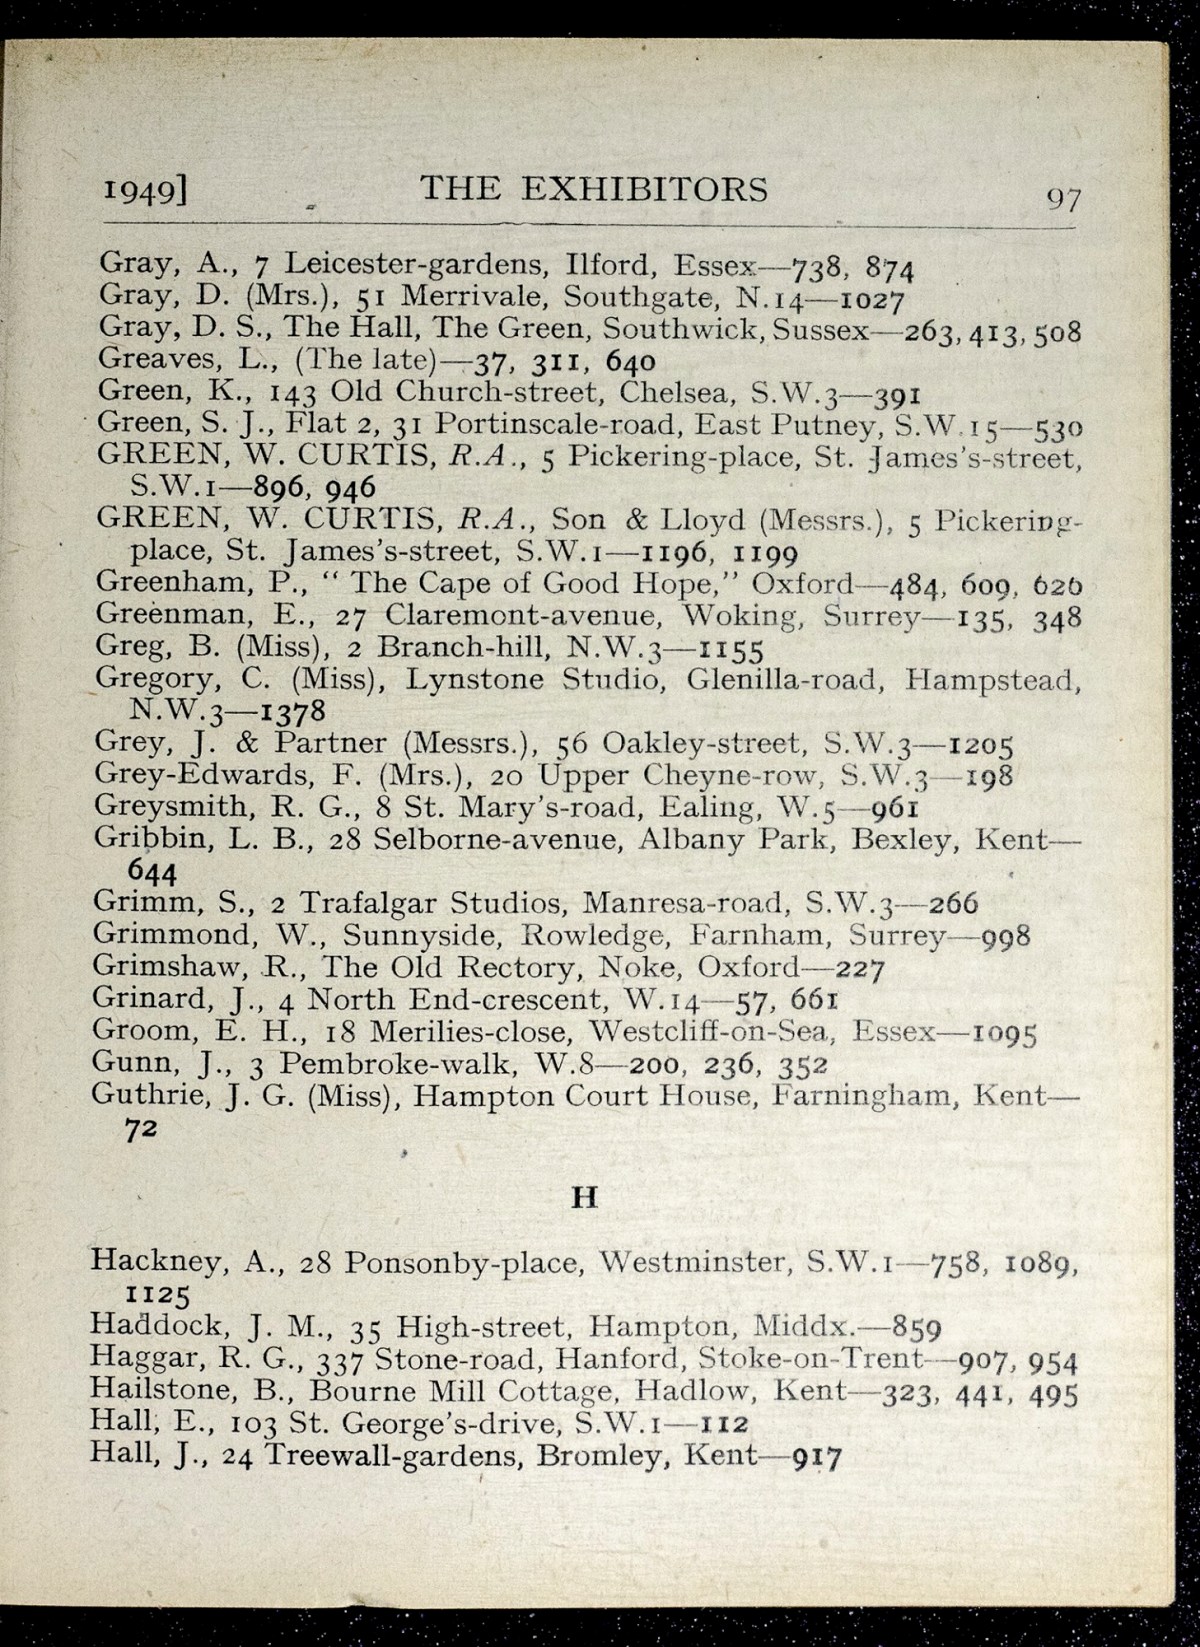 1949] THE EXHIBITORS 97
Gray, A., 7 Leicester-gardens, Ilford, Essex—738, 874
Gray, D. (Mrs.), 51 Merrivale, Southgate, N.14—1027
Gray, D. S., The Hall, The Green, Southwick, Sussex—263, 413, 508
Greaves, L., (The late)—37, 311, 640
Green, K., 143 Old Church-street, Chelsea, S.W.3—391
Green, S. J., Flat 2, 31 Portinscale-road, East Putney, S.W.15—530
GREEN, W. CURTIS, R.A., 5 Pickering-place, St. James's-street,
S.W.1—896, 946
GREEN, W. CURTIS, R.A., Son & Lloyd (Messrs.), 5 Pickering-
place, St. James's-street, S.W.1—1196, 1199
Greenham, P., “ The Cape of Good Hope,” Oxford—484, 609, 620
Greenman, E., 27 Claremont-avenue, Woking, Surrey—135, 348
Greg, B. (Miss), 2 Branch-hill, N.W.3—1155
Gregory, C. (Miss), Lynstone Studio, Glenilla-road, Hampstead,
N.W.3—1378
Grey, J. & Partner (Messrs.), 56 Oakley-street, S.W.3—1205
Grey-Edwards, F. (Mrs.), 20 Upper Cheyne-row, S.W.3—198
Greysmith, R. G., 8 St. Mary's-road, Ealing, W.5—961
Gribbin, L. B., 28 Selborne-avenue, Albany Park, Bexley, Kent—
644
Grimm, S., 2 Trafalgar Studios, Manresa-road, S.W.3—266
Grimmond, W., Sunnyside, Rowledge, Farnham, Surrey—998
Grimshaw, R., The Old Rectory, Noke, Oxford—227
Grinard, J., 4 North End-crescent, W.14—57, 661
Groom, E. H., 18 Merilies-close, Westcliff-on-Sea, Essex—1095
Gunn, J., 3 Pembroke-walk, W.8—200, 236, 352
Guthrie, J. G. (Miss), Hampton Court House, Farningham, Kent—
72
H
Hackney, A., 28 Ponsonby-place, Westminster, S.W.1—758, 1089,
1125
Haddock, J. M., 35 High-street, Hampton, Middx.—859
Haggar, R. G., 337 Stone-road, Hanford, Stoke-on-Trent—907, 954
Hailstone, B., Bourne Mill Cottage, Hadlow, Kent—323, 441, 495
Hall, E., 103 St. George's-drive, S.W.1—112
Hall, J., 24 Treewall-gardens, Bromley, Kent—917